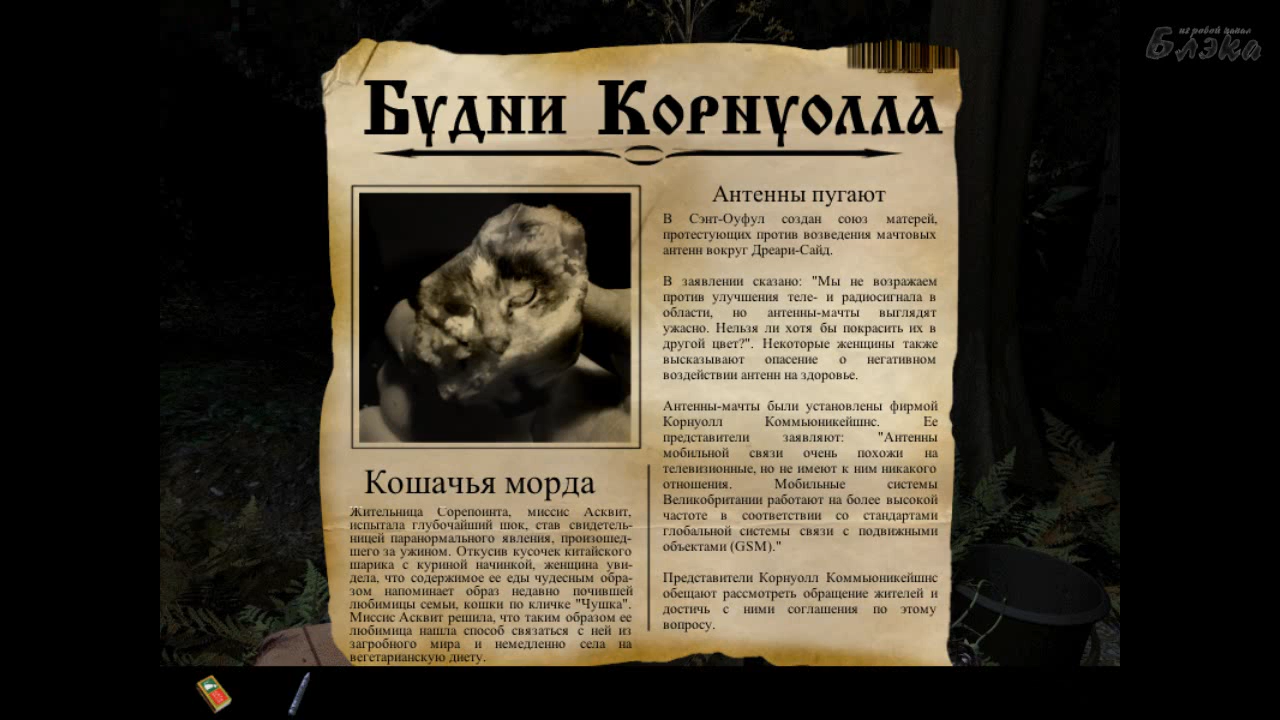 игровой канал
Блэка
Будни Корнуолла
Кошачья морда
Жительница Сорепоинта, миссис Асквит,
испытала глубочайший шок, став свидетель-
ницей паранормального явления, произошед-
шего за ужином. Откусив кусочек китайского
шарика с куриной начинкой, женщина уви-
дела, что содержимое ее еды чудесным обра-
зом напоминает образ недавно почившей
любимицы семьи, кошки по кличке "Чушка".
Миссис Асквит решила, что таким образом ее
любимица нашла способ связаться с ней из
загробного мира и немедленно села на
вегетарианскую диету.
Антенны пугают
В Сэнт-Оуфул создан союз матерей,
протестующих против возведения мачтовых
антенн вокруг Дреари-Сайд.
В заявлении сказано: "Мы не возражаем
против улучшения теле- и радиосигнала в
области, но антенны-мачты выглядят
ужасно. Нельзя ли хотя бы покрасить их в
другой цвет?". Некоторые женщины также
высказывают опасение о негативном
воздействии антенн на здоровье.
Антенны-мачты были установлены фирмой
Корнуолл Коммьюникейшнс. Ее
представители заявляют: "Антенны
мобильной связи очень похожи на
телевизионные, но не имеют к ним никакого
отношения. Мобильные системы
Великобритании работают на более высокой
частоте в соответствии со стандартами
глобальной системы связи с подвижными
объектами (GSM)."
Представители Корнуолл Коммьюникейшнс
обещают рассмотреть обращение жителей и
достичь с ними соглашения по этому
вопросу.